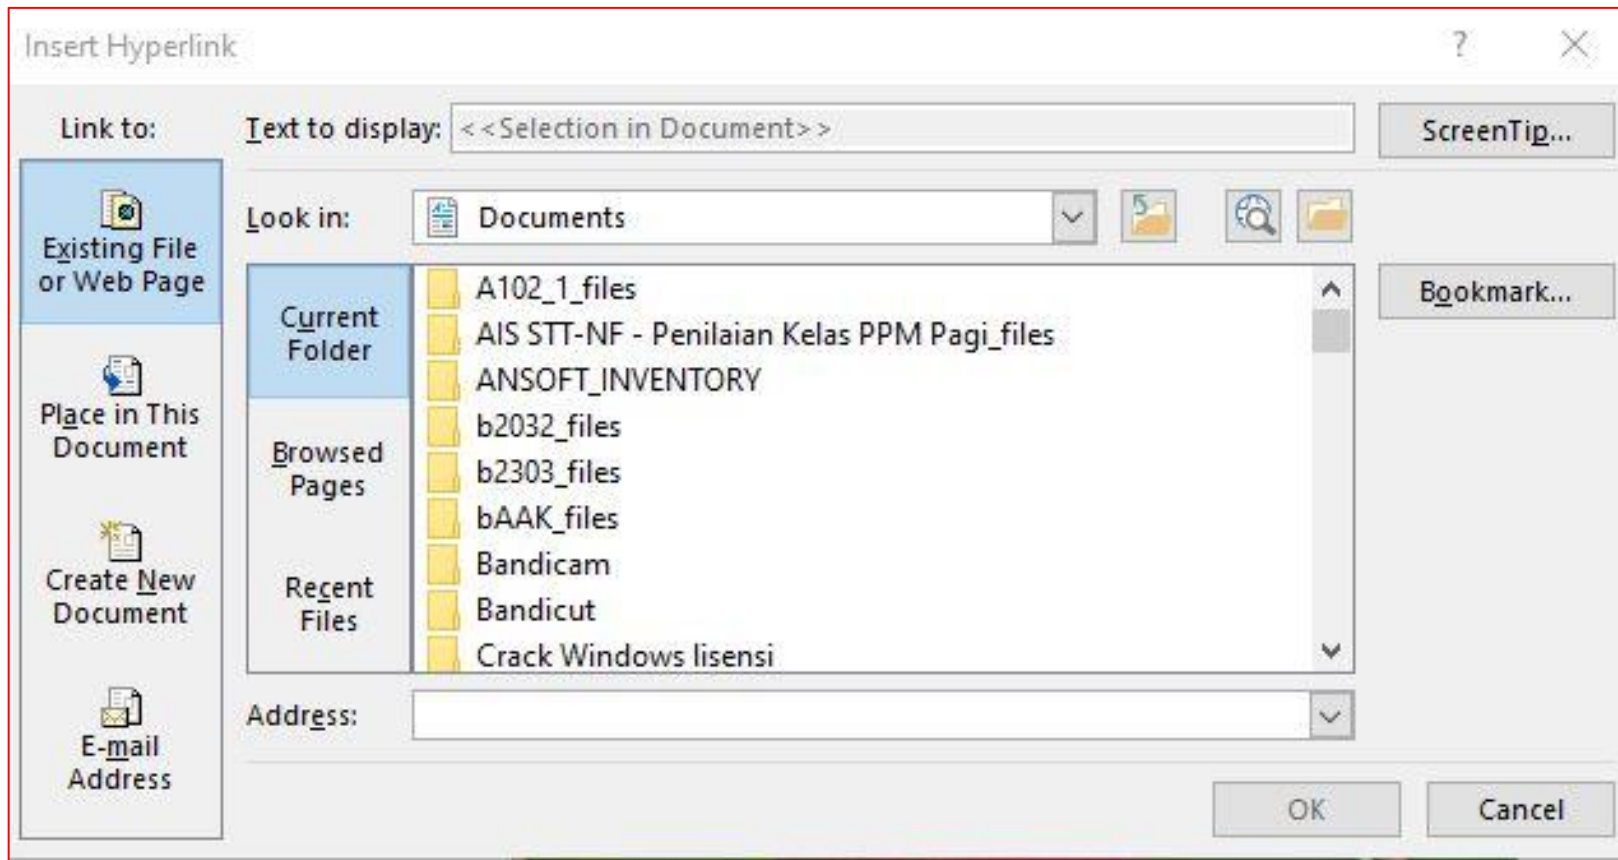 Insert Hyperlink
?
Link to:
Text to display: <<Selection in Document>>
ScreenTip...
Existing File
or Web Page
Place in This
Document
Create New
Document
E-mail
Address
Look in: Documents
Current
Folder
Browsed
Pages
Recent
Files
A102_1_files
AIS STT-NF - Penilaian Kelas PPM Pagi_files
ANSOFT_INVENTORY
b2032_files
b2303_files
bAAK_files
Bandicam
Bandicut
Crack Windows lisensi
Bookmark...
Address:
OK
Cancel